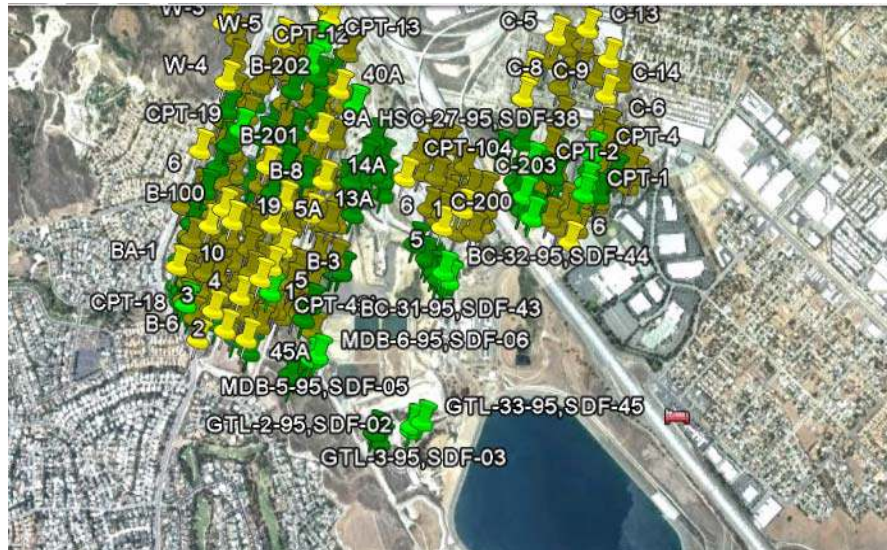 W-3
W-5
CPT-12
CPT-13
C-5
C-13
W-4
B-202
40A
C-8
C-9
C-14
CPT-19
9A
HSC-27-95,SDF-38
C-6
B-201
CPT-104
CPT-4
6
B-8
14A
C-203
CPT-2
B-100
CPT-1
19
5A
13A
6
1
C-200
6
BA-1
10
5
BC-32-95,SDF-44
B-3
4
15
CPT-18
3
CPT-4
BC-31-95,SDF-43
B-6
2
MDB-6-95,SDF-06
45A
MDB-5-95,SDF-05
GTL-2-95,SDF-02
GTL-33-95,SDF-45
GTL-3-95,SDF-03